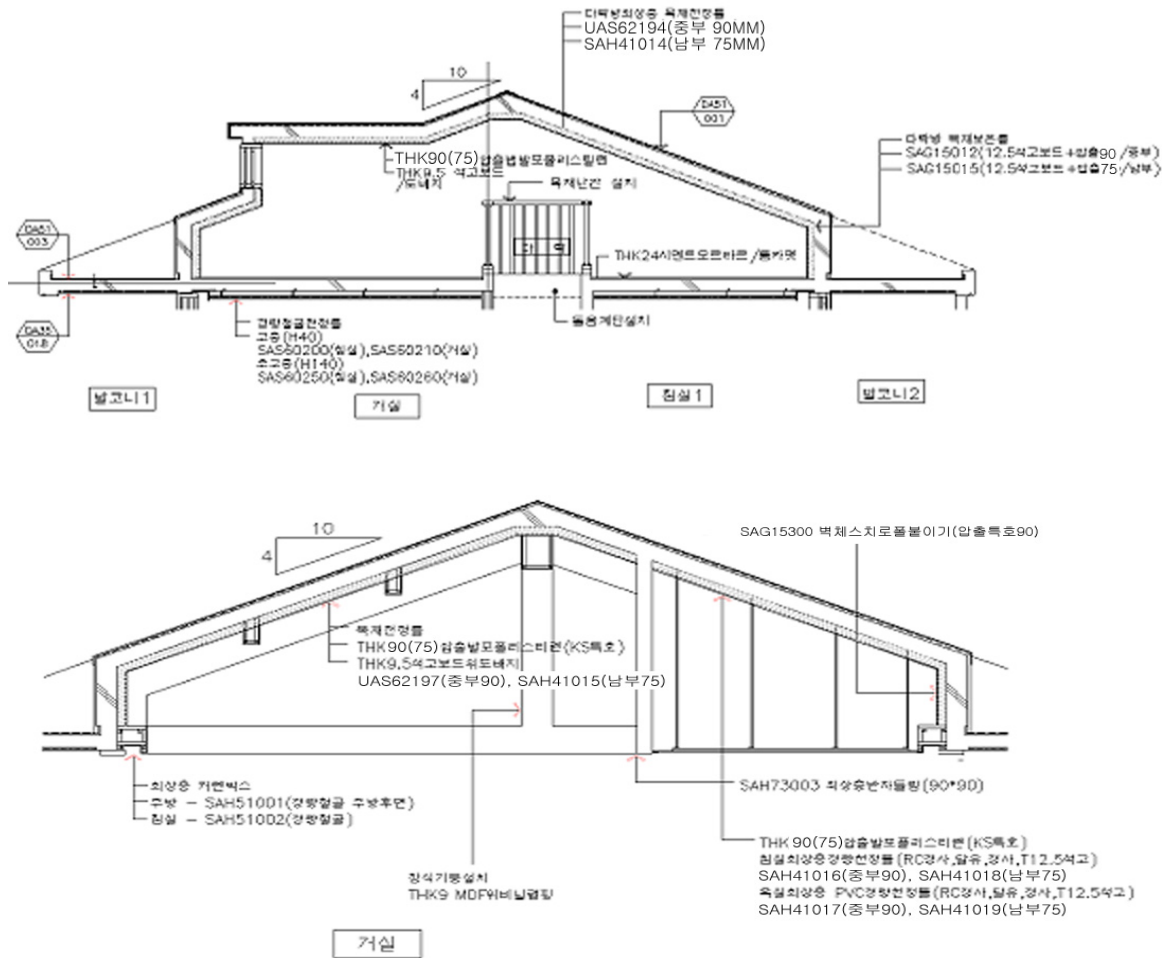 다락방최상층 목재천정틀
UAS62194(중부 90MM)
SAH41014(남부 75MM)
10
4
DA51
001
다락방 목재보온틀
SAG15012(12.5석고보드+압출90/중부)
SAG15015(12.5석고보드+압출75/남부)
THK90(75)압출법발포폴리스틸렌
THK9.5 석고보드
/도배지
목재난간 설치
다 락
DA51
003
THK24시멘트모르타르/룸카펫
DA35
018
경량철골천정틀
고층(H40)
SAS60200(침실),SAS60210(거실)
초고층(H140)
SAS60250(침실),SAS60260(거실)
돌음계단설치
발코니1
거실
침실1
발코니2
10
4
SAG15300 벽체스치로폴붙이기(압출특호90)
목재천정틀
THK90(75)압출발포폴리스티렌(KS특호)
THK9.5석고보드위도배지
UAS62197(중부90), SAH41015(남부75)
최상층 커텐박스
주방 - SAH51001(경량철골 주방후면)
침실 - SAH51002(경량철골)
SAH73003 최상층반자돌림(90*90)
장식기둥설치
THK9 MDF위비닐랩핑
THK 90(75)압출발포폴리스티렌(KS특호)
침실최상층경량천정틀(RC경사,달유,경사,T12.5석고)
SAH41016(중부90), SAH41018(남부75)
욕실최상층 PVC경량천정틀(RC경사,달유,경사,T12.5석고)
SAH41017(중부90), SAH41019(남부75)
거실